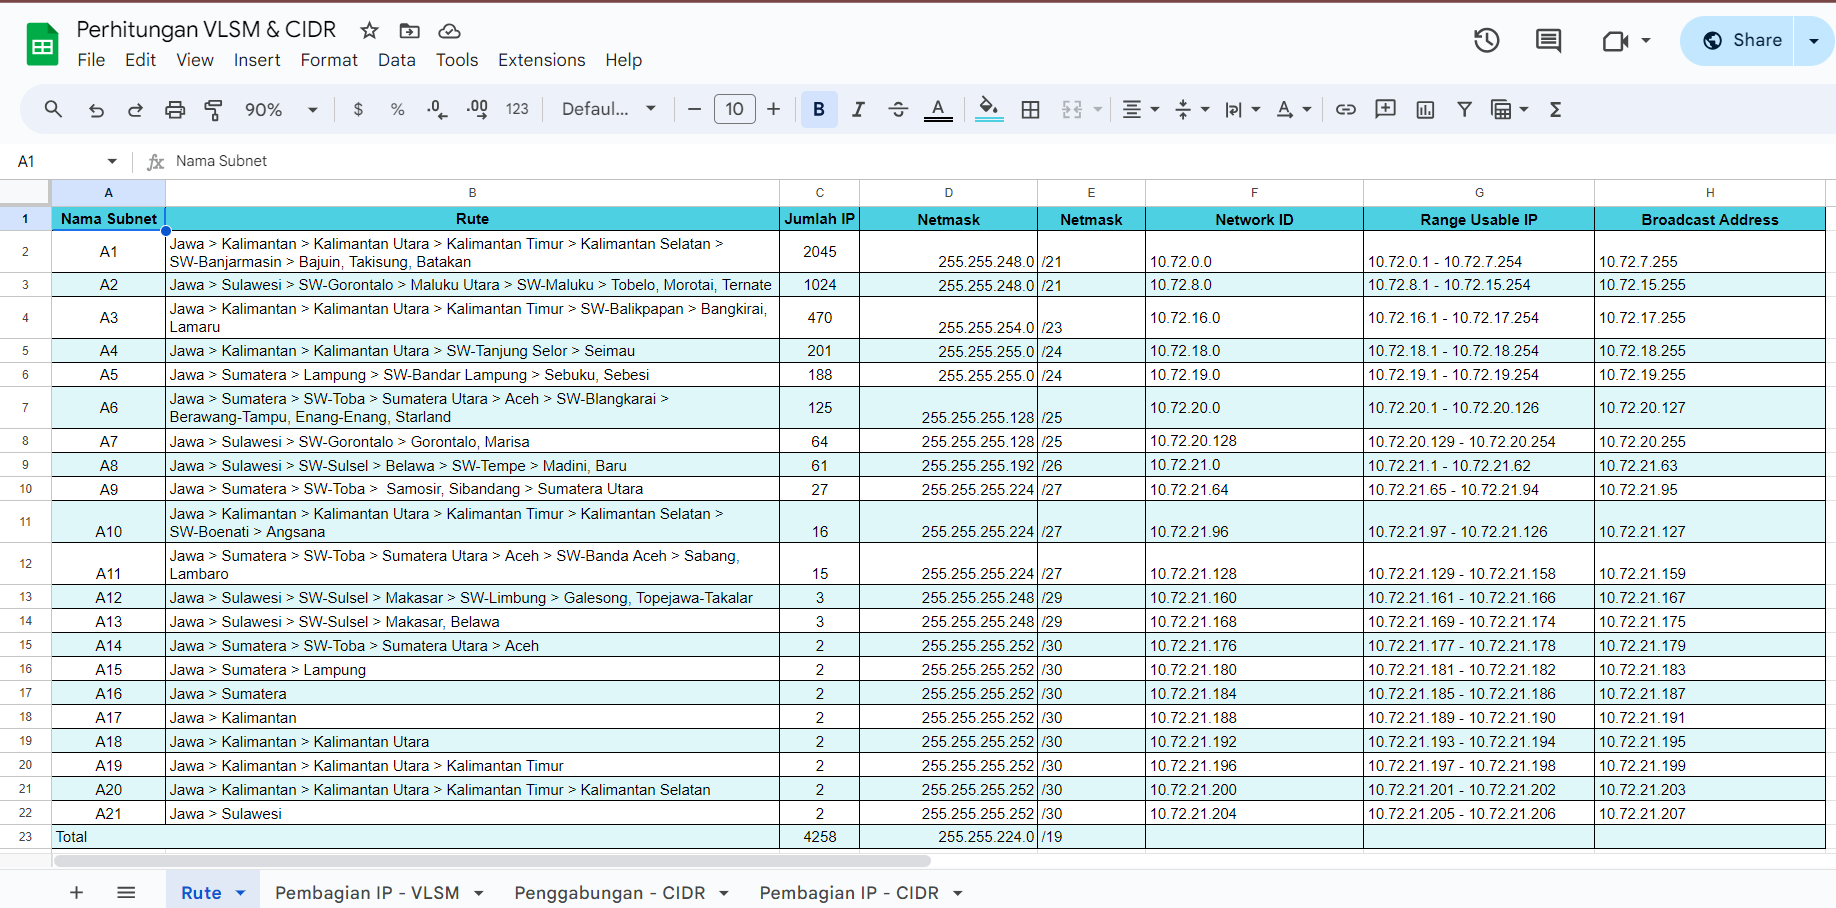 Perhitungan VLSM & CIDR
File Edit View Insert Format Data Tools Extensions Help
Share
90% $ % .0 .00 123 Defaul... − 10 + B I S A A Σ
A1 fx Nama Subnet
A B C D E F G H
1 Nama Subnet Rute Jumlah IP Netmask Netmask Network ID Range Usable IP Broadcast Address
2 A1 Jawa > Kalimantan > Kalimantan Utara > Kalimantan Timur > Kalimantan Selatan >
SW-Banjarmasin > Bajuin, Takisung, Batakan 2045 255.255.248.0 /21 10.72.0.0 10.72.0.1 - 10.72.7.254 10.72.7.255
3 A2 Jawa > Sulawesi > SW-Gorontalo > Maluku Utara > SW-Maluku > Tobelo, Morotai, Ternate 1024 255.255.248.0 /21 10.72.8.0 10.72.8.1 - 10.72.15.254 10.72.15.255
4 A3 Jawa > Kalimantan > Kalimantan Utara > Kalimantan Timur > SW-Balikpapan > Bangkirai,
Lamaru 470 255.255.254.0 /23 10.72.16.0 10.72.16.1 - 10.72.17.254 10.72.17.255
5 A4 Jawa > Kalimantan > Kalimantan Utara > SW-Tanjung Selor > Seimau 201 255.255.255.0 /24 10.72.18.0 10.72.18.1 - 10.72.18.254 10.72.18.255
6 A5 Jawa > Sumatera > Lampung > SW-Bandar Lampung > Sebuku, Sebesi 188 255.255.255.0 /24 10.72.19.0 10.72.19.1 - 10.72.19.254 10.72.19.255
7 A6 Jawa > Sumatera > SW-Toba > Sumatera Utara > Aceh > SW-Blangkarai >
Berawang-Tampu, Enang-Enang, Starland 125 255.255.255.128 /25 10.72.20.0 10.72.20.1 - 10.72.20.126 10.72.20.127
8 A7 Jawa > Sulawesi > SW-Gorontalo > Gorontalo, Marisa 64 255.255.255.128 /25 10.72.20.128 10.72.20.129 - 10.72.20.254 10.72.20.255
9 A8 Jawa > Sulawesi > SW-Sulsel > Belawa > SW-Tempe > Madini, Baru 61 255.255.255.192 /26 10.72.21.0 10.72.21.1 - 10.72.21.62 10.72.21.63
10 A9 Jawa > Sumatera > SW-Toba >  Samosir, Sibandang > Sumatera Utara 27 255.255.255.224 /27 10.72.21.64 10.72.21.65 - 10.72.21.94 10.72.21.95
11 A10 Jawa > Kalimantan > Kalimantan Utara > Kalimantan Timur > Kalimantan Selatan >
SW-Boenati > Angsana 16 255.255.255.224 /27 10.72.21.96 10.72.21.97 - 10.72.21.126 10.72.21.127
12 A11 Jawa > Sumatera > SW-Toba > Sumatera Utara > Aceh > SW-Banda Aceh > Sabang,
Lambaro 15 255.255.255.224 /27 10.72.21.128 10.72.21.129 - 10.72.21.158 10.72.21.159
13 A12 Jawa > Sulawesi > SW-Sulsel > Makasar > SW-Limbung > Galesong, Topejawa-Takalar 3 255.255.255.248 /29 10.72.21.160 10.72.21.161 - 10.72.21.166 10.72.21.167
14 A13 Jawa > Sulawesi > SW-Sulsel > Makasar, Belawa 3 255.255.255.248 /29 10.72.21.168 10.72.21.169 - 10.72.21.174 10.72.21.175
15 A14 Jawa > Sumatera > SW-Toba > Sumatera Utara > Aceh 2 255.255.255.252 /30 10.72.21.176 10.72.21.177 - 10.72.21.178 10.72.21.179
16 A15 Jawa > Sumatera > Lampung 2 255.255.255.252 /30 10.72.21.180 10.72.21.181 - 10.72.21.182 10.72.21.183
17 A16 Jawa > Sumatera 2 255.255.255.252 /30 10.72.21.184 10.72.21.185 - 10.72.21.186 10.72.21.187
18 A17 Jawa > Kalimantan 2 255.255.255.252 /30 10.72.21.188 10.72.21.189 - 10.72.21.190 10.72.21.191
19 A18 Jawa > Kalimantan > Kalimantan Utara 2 255.255.255.252 /30 10.72.21.192 10.72.21.193 - 10.72.21.194 10.72.21.195
20 A19 Jawa > Kalimantan > Kalimantan Utara > Kalimantan Timur 2 255.255.255.252 /30 10.72.21.196 10.72.21.197 - 10.72.21.198 10.72.21.199
21 A20 Jawa > Kalimantan > Kalimantan Utara > Kalimantan Timur > Kalimantan Selatan 2 255.255.255.252 /30 10.72.21.200 10.72.21.201 - 10.72.21.202 10.72.21.203
22 A21 Jawa > Sulawesi 2 255.255.255.252 /30 10.72.21.204 10.72.21.205 - 10.72.21.206 10.72.21.207
23 Total 4258 255.255.224.0 /19
Rute Pembagian IP - VLSM Penggabungan - CIDR Pembagian IP - CIDR